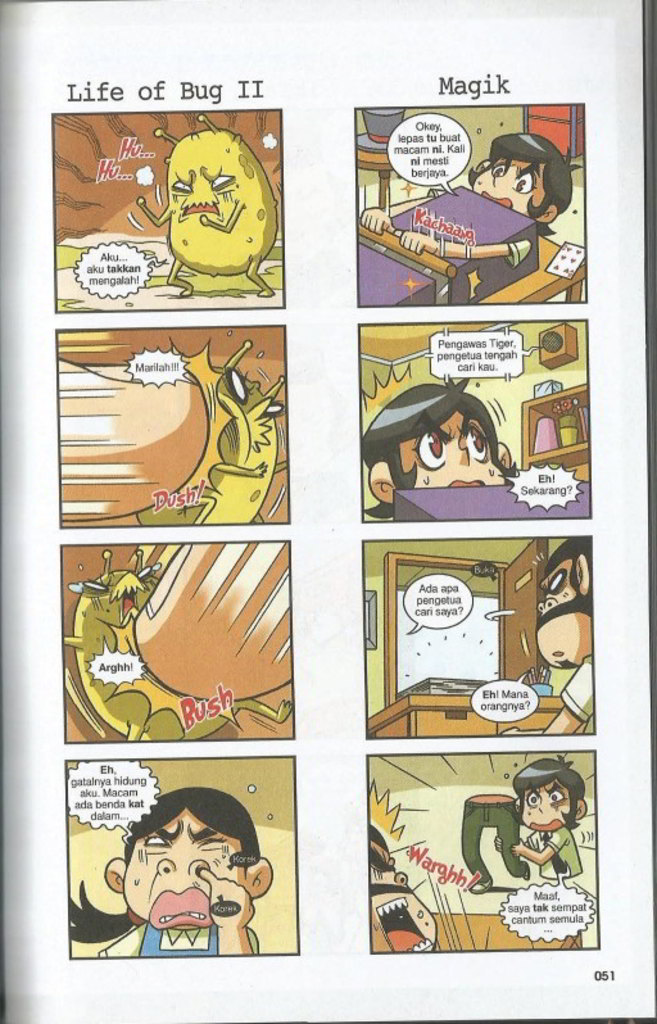 Life of Bug II
Hu...
Hu...
Aku...
aku takkan
mengalah!
Marilah!!!
Dush!
Arghh!
Bush
Eh,
gatalnya hidung
aku. Macam
ada benda kat
dalam...
Korek
Korek
Magik
Okey,
lepas tu buat
macam ni. Kali
ni mesti
berjaya.
Kachaang
Pengawas Tiger,
pengetua tengah
cari kau.
Eh!
Sekarang?
Buka
Ada apa
pengetua
cari saya?
Eh! Mana
orangnya?
Warghh!
Maaf,
saya tak sempat
cantum semula
...
051